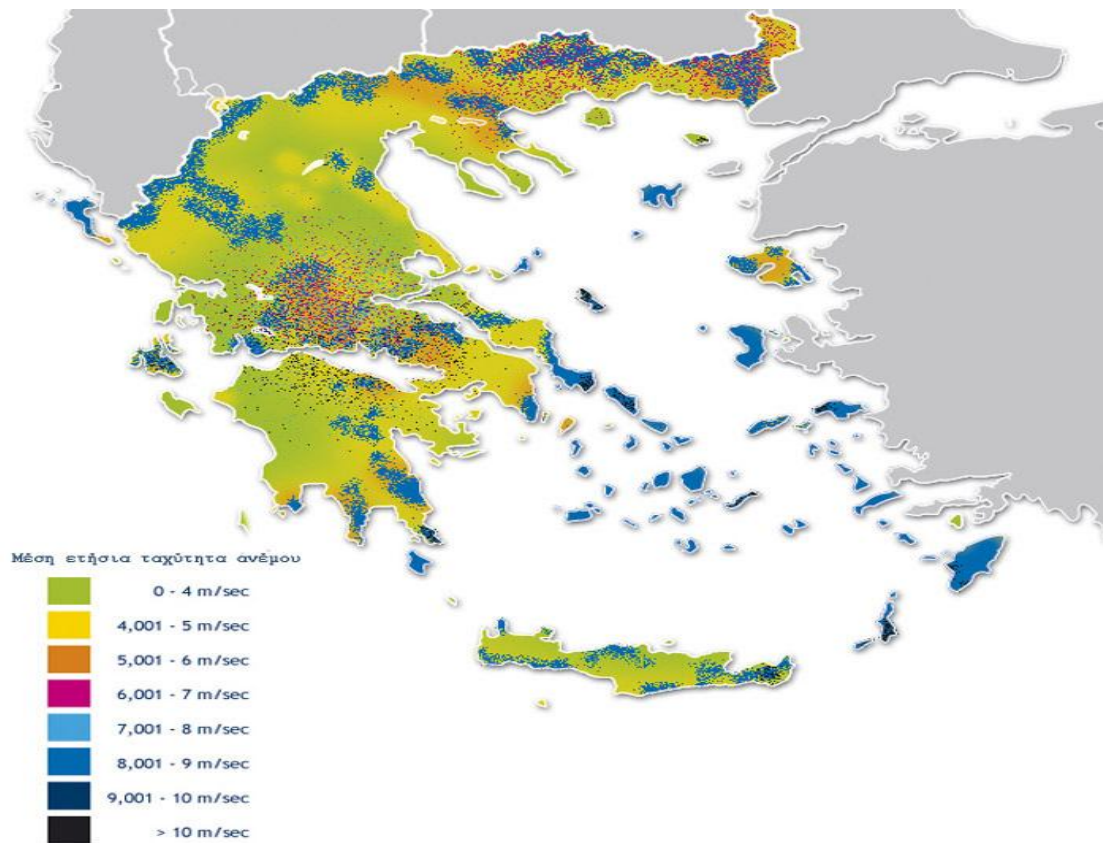 Μέση ετήσια ταχύτητα ανέμου
0 - 4 m/sec
4,001 - 5 m/sec
5,001 - 6 m/sec
6,001 - 7 m/sec
7,001 - 8 m/sec
8,001 - 9 m/sec
9,001 - 10 m/sec
> 10 m/sec